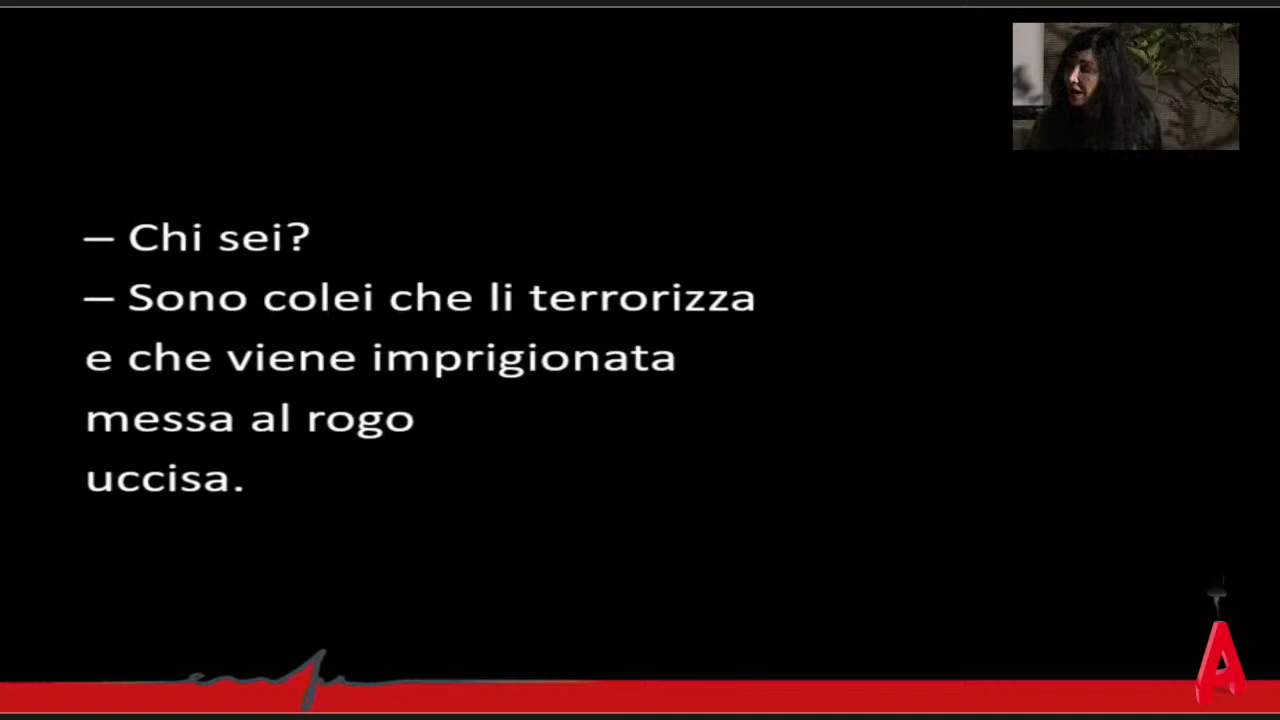 – Chi sei?
– Sono colei che li terrorizza
e che viene imprigionata
messa al rogo
uccisa.
A